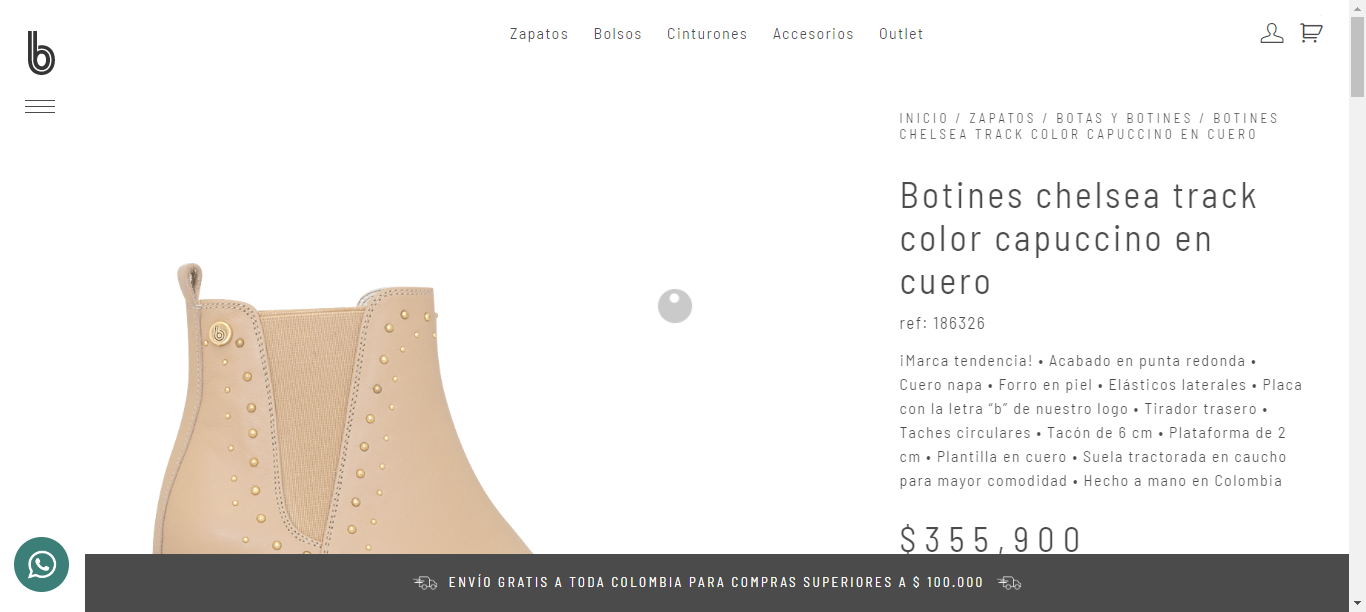 b
Zapatos Bolsos Cinturones Accesorios Outlet
INICIO / ZAPATOS / BOTAS Y BOTINES / BOTINES
CHELSEA TRACK COLOR CAPUCCINO EN CUERO
Botines chelsea track
color capuccino en
cuero
ref: 186326
¡Marca tendencia! • Acabado en punta redonda •
Cuero napa • Forro en piel • Elásticos laterales • Placa
con la letra “b” de nuestro logo • Tirador trasero •
Taches circulares • Tacón de 6 cm • Plataforma de 2
cm • Plantilla en cuero • Suela tractorada en caucho
para mayor comodidad • Hecho a mano en Colombia
$355,900
b
ENVÍO GRATIS A TODA COLOMBIA PARA COMPRAS SUPERIORES A $ 100.000